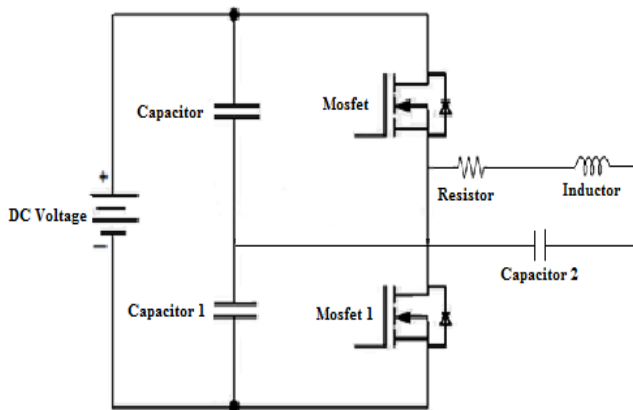 Capacitor
Mosfet
+
Resistor
Inductor
DC Voltage
−
Capacitor 2
Capacitor 1
Mosfet 1